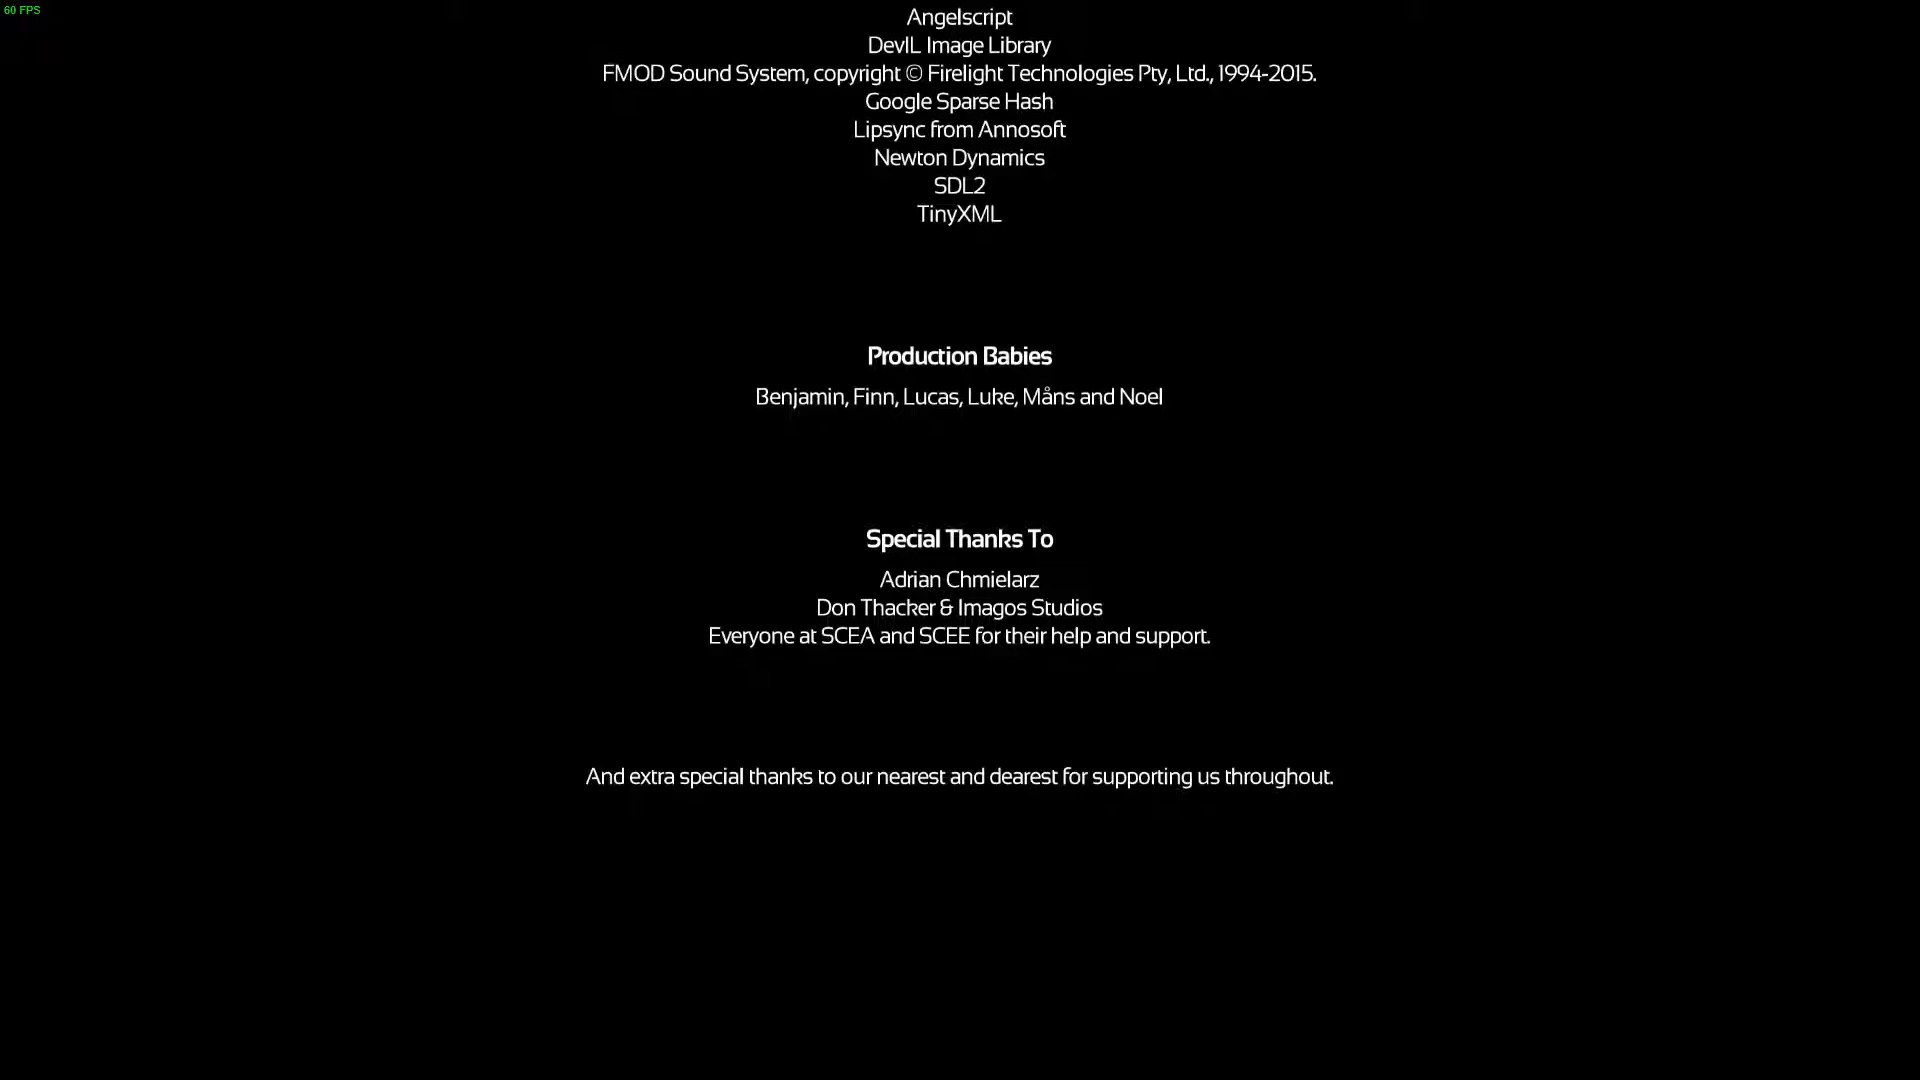 60 FPS
Angelscript
DevIL Image Library
FMOD Sound System, copyright © Firelight Technologies Pty, Ltd., 1994-2015.
Google Sparse Hash
Lipsync from Annosoft
Newton Dynamics
SDL2
TinyXML
Production Babies
Benjamin, Finn, Lucas, Luke, Måns and Noel
Special Thanks To
Adrian Chmielarz
Don Thacker & Imagos Studios
Everyone at SCEA and SCEE for their help and support.
And extra special thanks to our nearest and dearest for supporting us throughout.